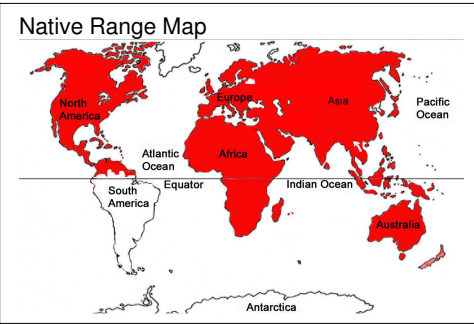 Native Range Map
North
America
Europe
Asia
Pacific
Ocean
Atlantic
Ocean
Africa
Equator
Indian Ocean
South
America
Australia
Antarctica